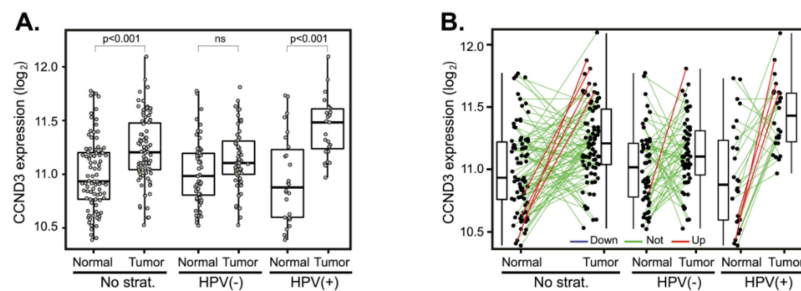 A.
p<0.001
ns
p<0.001
CCND3 expression (log2)
12.0
11.5
11.0
10.5
Normal Tumor Normal Tumor Normal Tumor
No strat. HPV(-) HPV(+)
B.
CCND3 expression (log2)
12.0
11.5
11.0
10.5
Down Not Up
Normal Tumor Normal Tumor Normal Tumor
No strat. HPV(-) HPV(+)